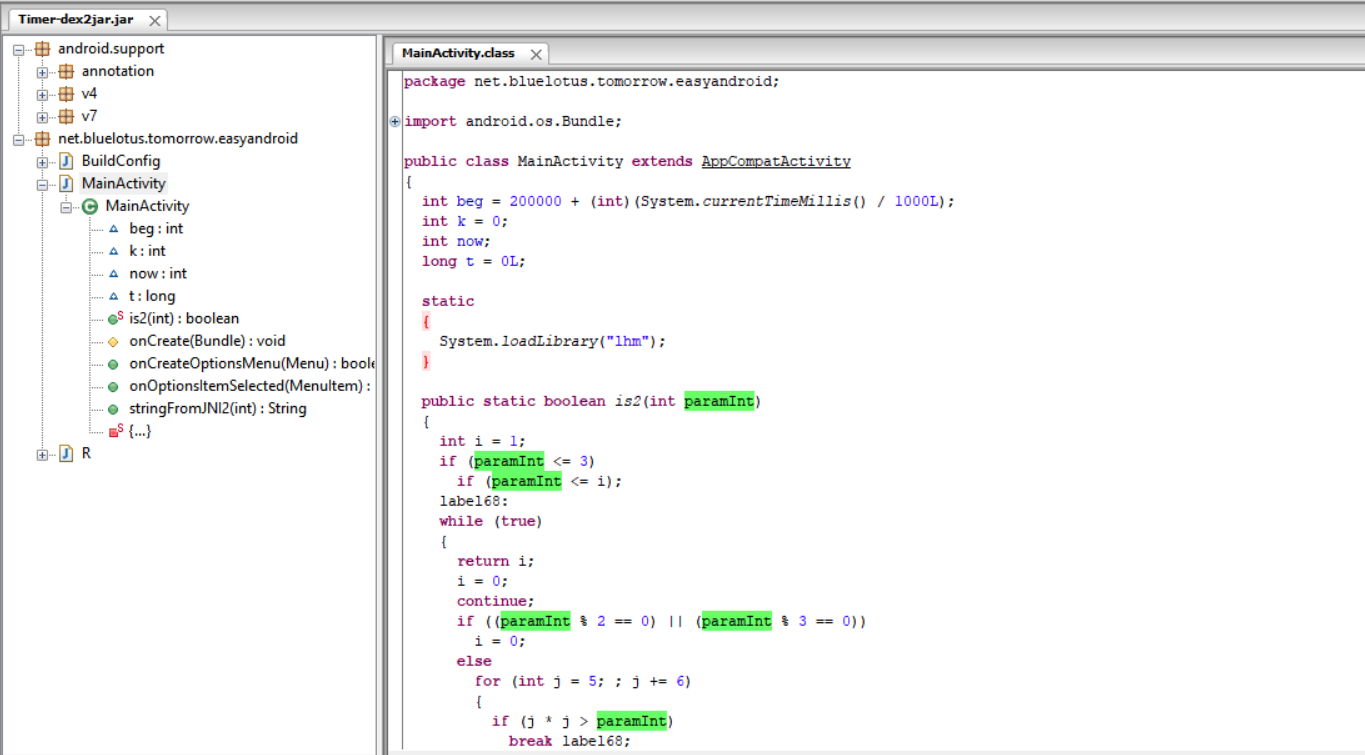 Timer-dex2jar.jar
android.support
annotation
v4
v7
net.bluelotus.tomorrow.easyandroid
BuildConfig
MainActivity
MainActivity
beg : int
k : int
now : int
t : long
is2(int) : boolean
onCreate(Bundle) : void
onCreateOptionsMenu(Menu) : boole
onOptionsItemSelected(MenuItem) :
stringFromJNI2(int) : String
{...}
R
MainActivity.class
package net.bluelotus.tomorrow.easyandroid;
import android.os.Bundle;
public class MainActivity extends AppCompatActivity
{
int beg = 200000 + (int)(System.currentTimeMillis() / 1000L);
int k = 0;
int now;
long t = 0L;
static
{
System.loadLibrary("lhm");
}
public static boolean is2(int paramInt)
{
int i = 1;
if (paramInt <= 3)
if (paramInt <= i);
label68:
while (true)
{
return i;
i = 0;
continue;
if ((paramInt % 2 == 0) || (paramInt % 3 == 0))
i = 0;
else
for (int j = 5; ; j += 6)
{
if (j * j > paramInt)
break label68;